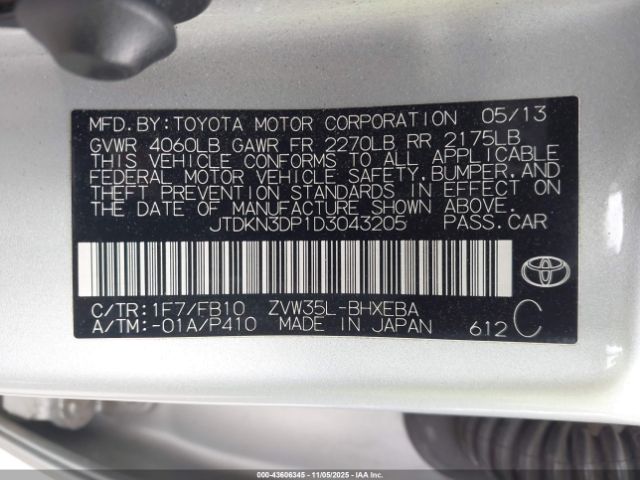 MFD.BY:TOYOTA MOTOR CORPORATION 05/13
GVWR 4060LB GAWR FR 2270LB RR 2175LB
THIS VEHICLE CONFORMS TO ALL APPLICABLE
FEDERAL MOTOR VEHICLE SAFETY,BUMPER,AND
THEFT PREVENTION STANDARDS IN EFFECT ON
THE DATE OF MANUFACTURE SHOWN ABOVE.
JTDKN3DP1D3043205 PASS.CAR
C/TR:1F7/FB10 ZVW35L-BHXEBA
A/TM:-01A/P410 MADE IN JAPAN 612 C
TOYOTA
000-43606345 - 11/05/2025 - IAAI.COM